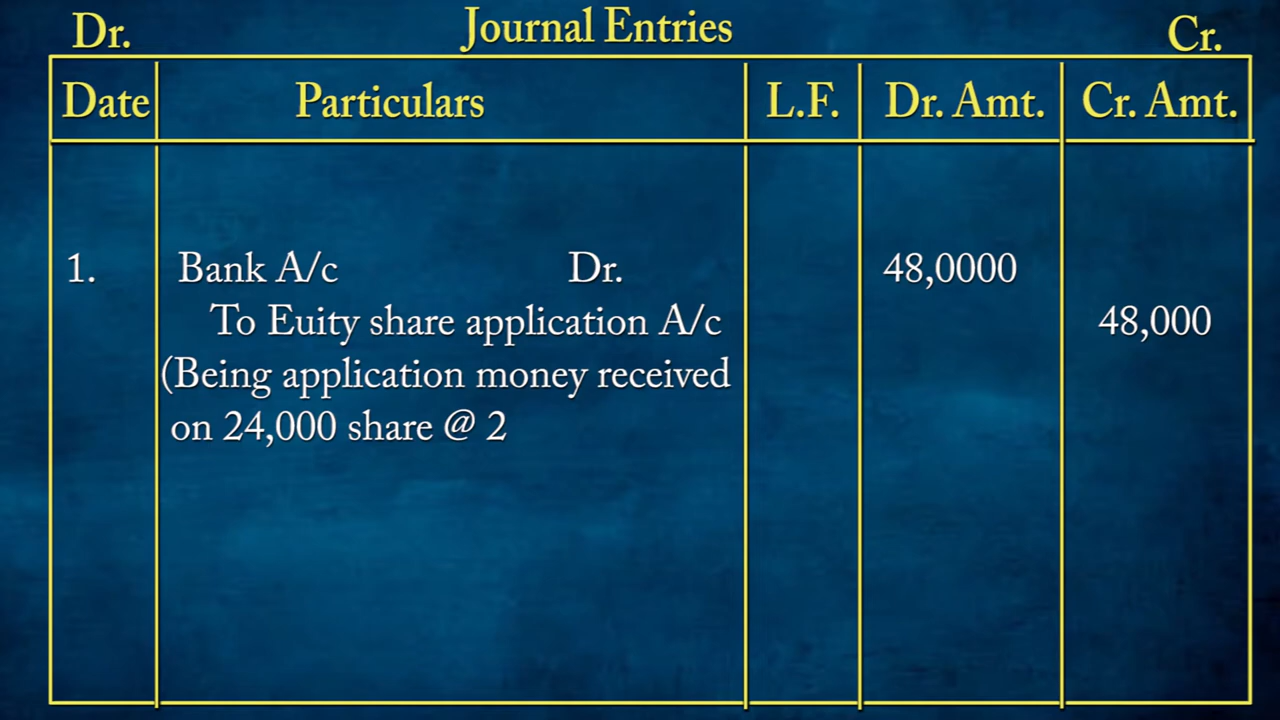 Dr. Journal Entries Cr.
Date Particulars L.F. Dr. Amt. Cr. Amt.
1. Bank A/c Dr. 48,0000
To Euity share application A/c 48,000
(Being application money received
on 24,000 share @ 2